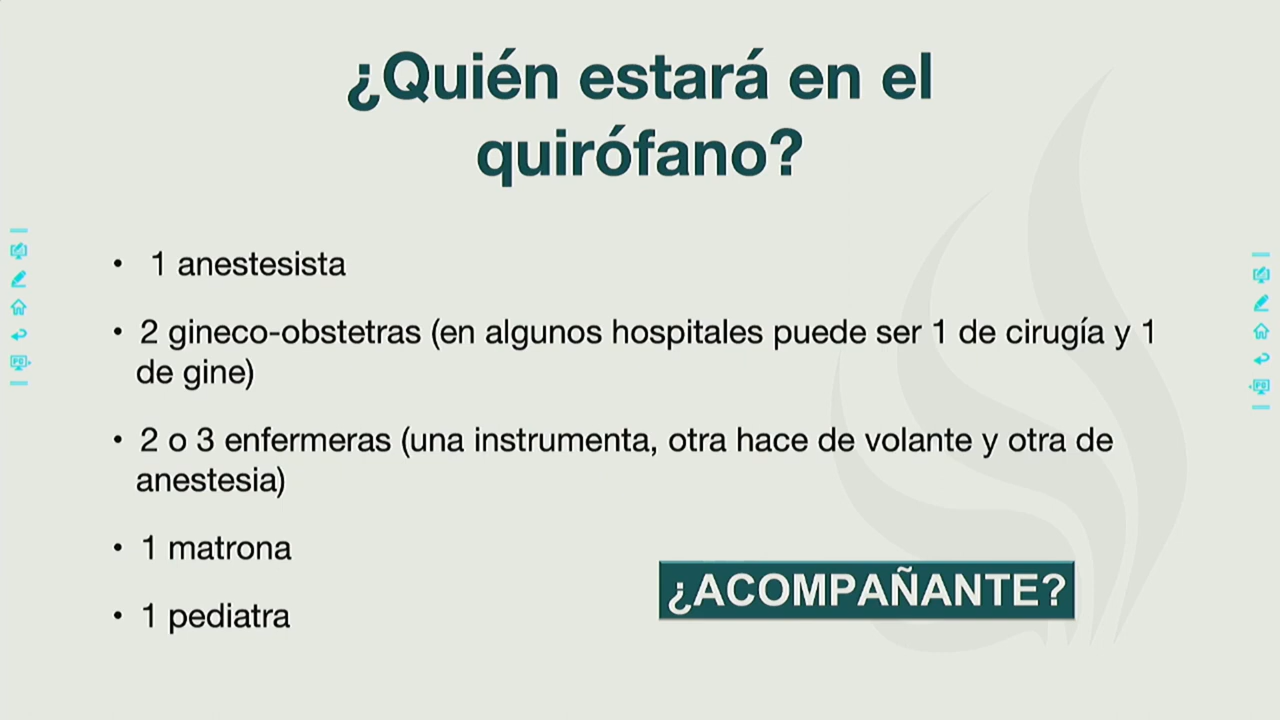 ¿Quién estará en el
quirófano?
• 1 anestesista
• 2 gineco-obstetras (en algunos hospitales puede ser 1 de cirugía y 1
de gine)
• 2 o 3 enfermeras (una instrumenta, otra hace de volante y otra de
anestesia)
• 1 matrona
• 1 pediatra
¿ACOMPAÑANTE?